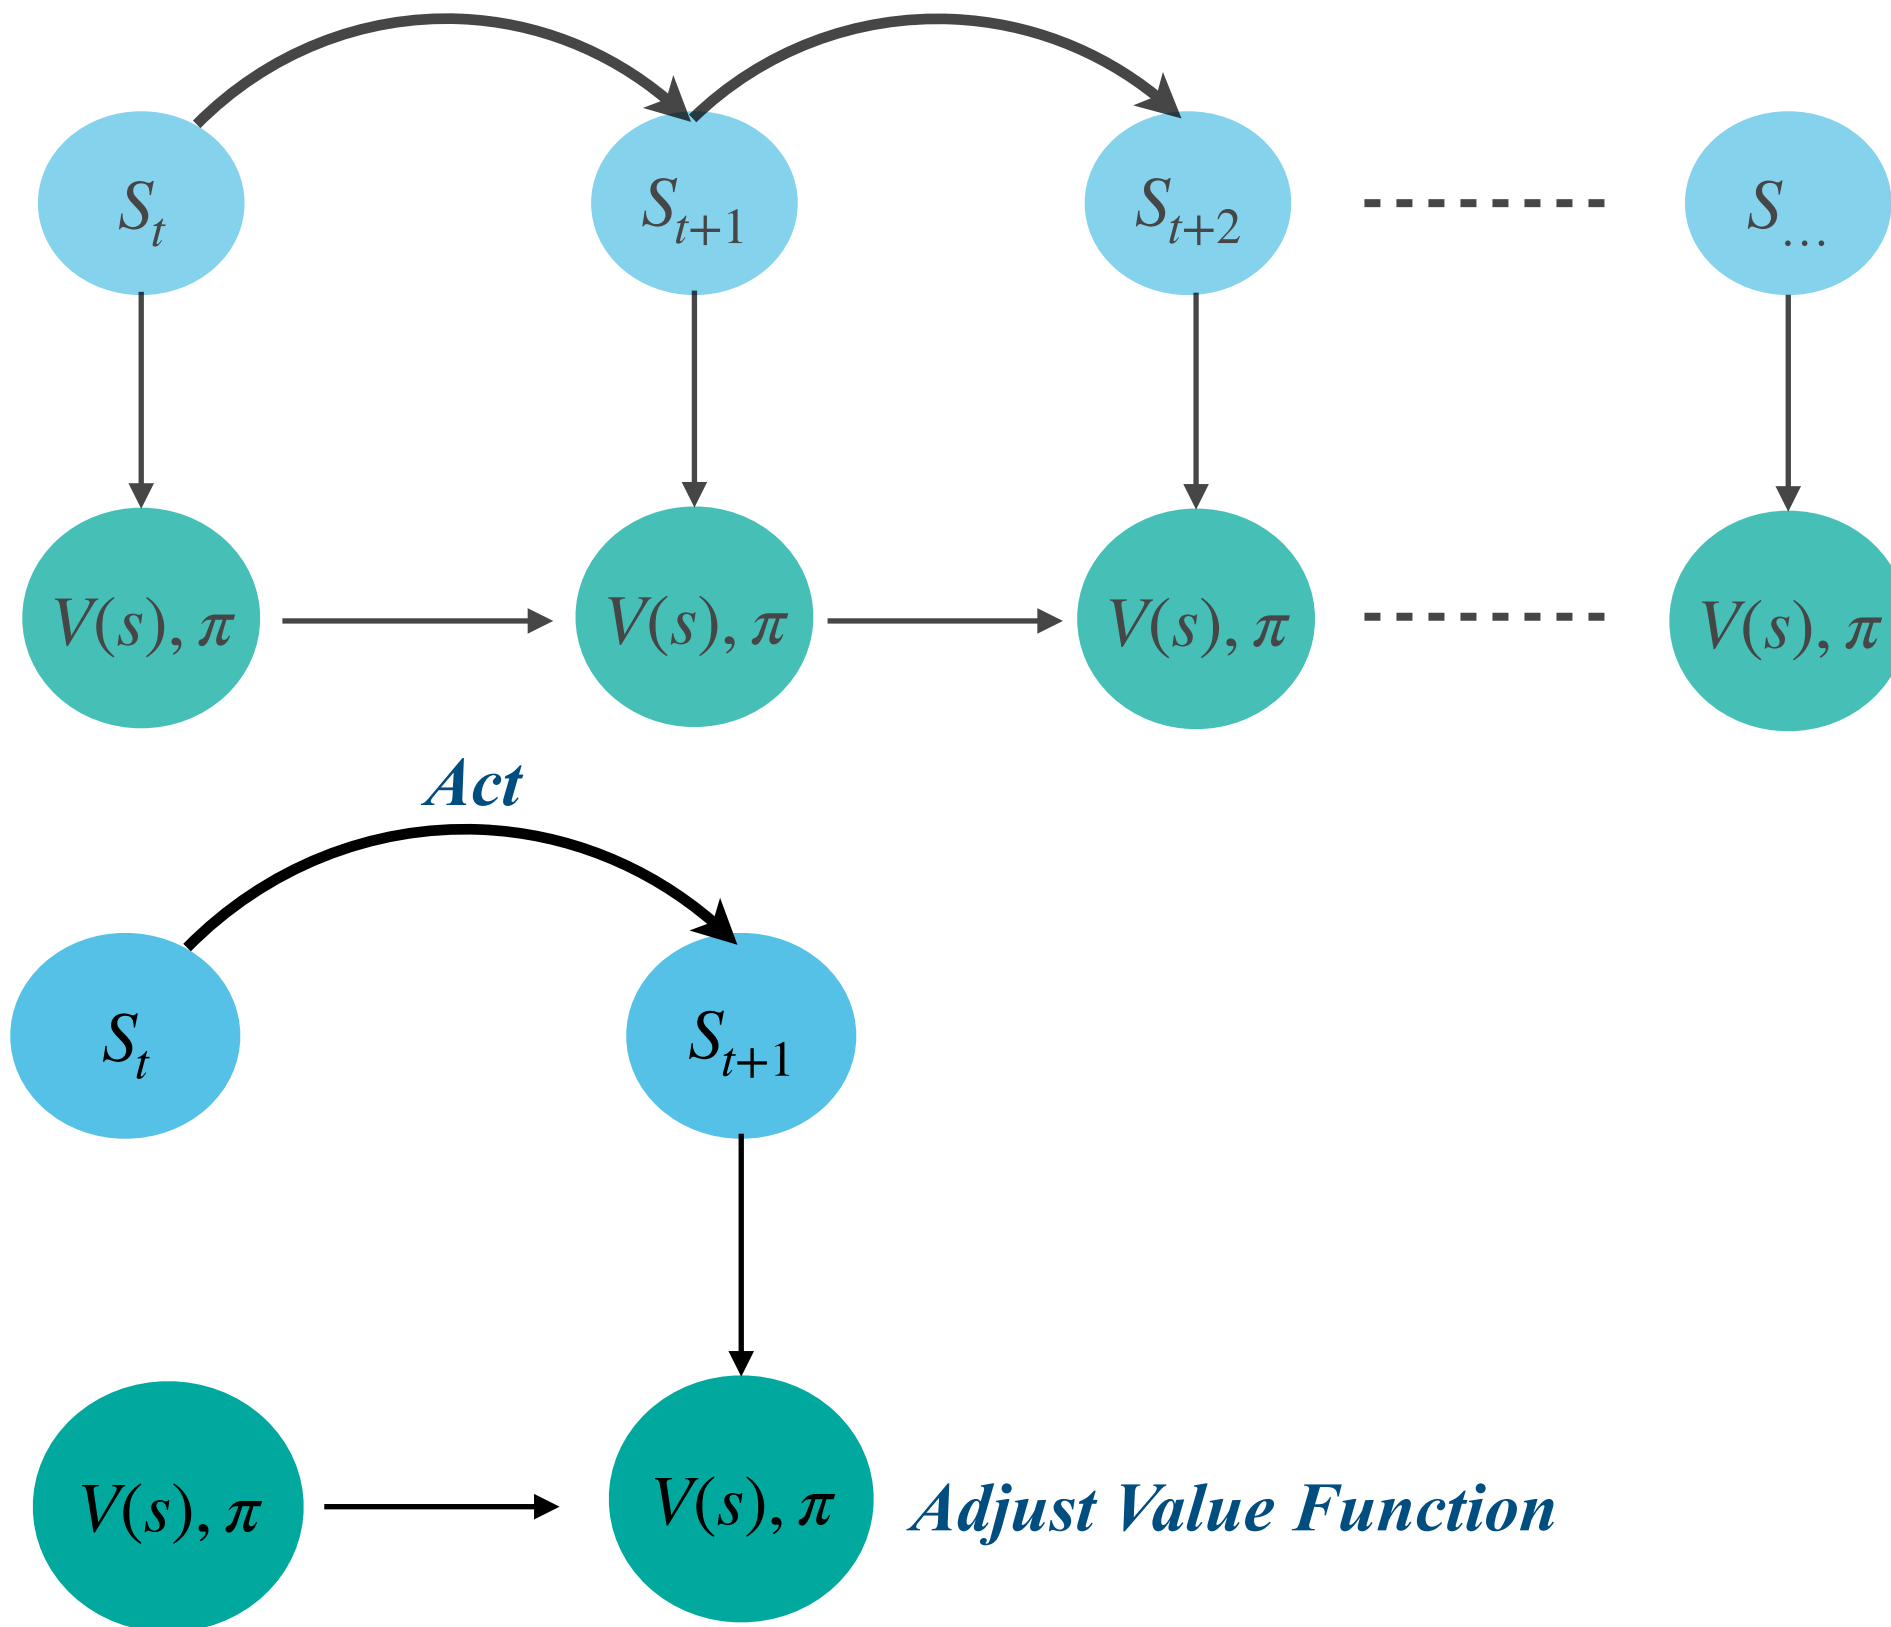 S_t S_{t+1} S_{t+2} S_{...}
V(s), π V(s), π V(s), π V(s), π
Act
S_t S_{t+1}
V(s), π V(s), π Adjust Value Function